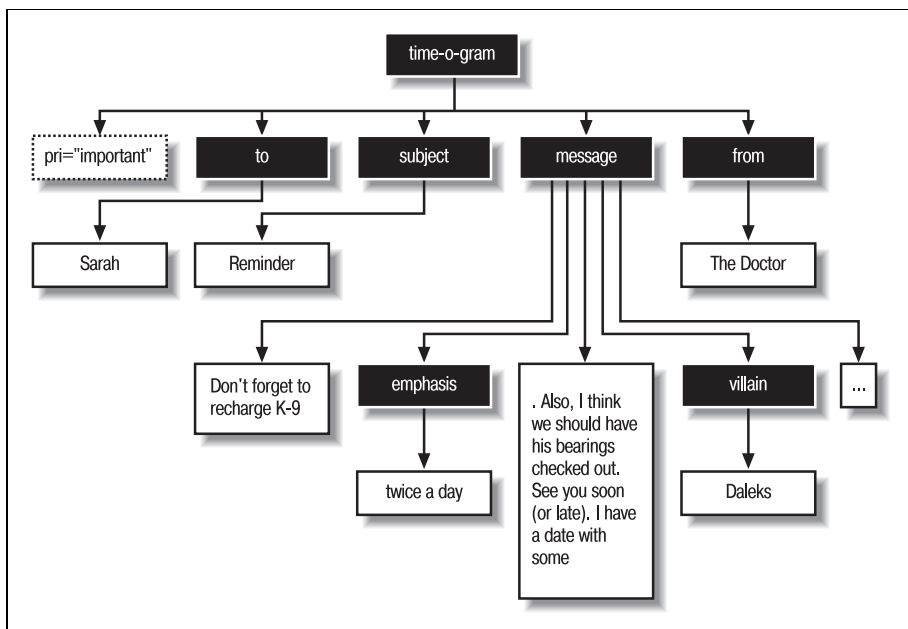 time-o-gram
pri="important"
to
subject
message
from
Sarah
Reminder
The Doctor
Don't forget to
recharge K-9
emphasis
. Also, I think
we should have
his bearings
checked out.
See you soon
(or late). I have
a date with
some
villain
...
twice a day
Daleks